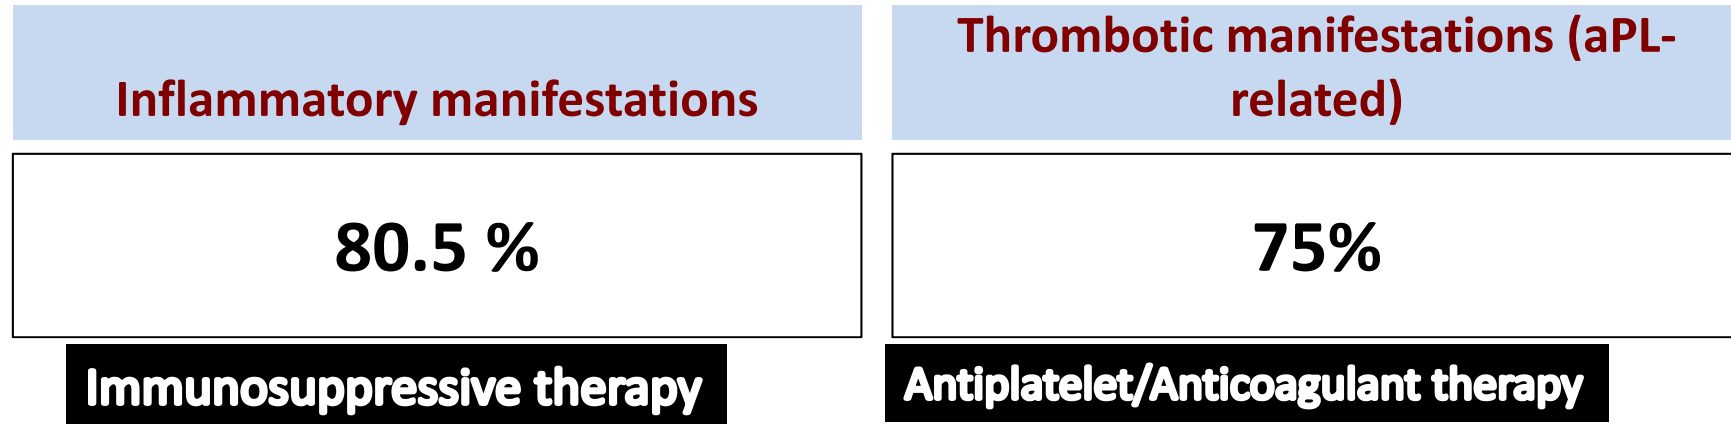 Inflammatory manifestations
80.5 %
Immunosuppressive therapy
Thrombotic manifestations (aPL-
related)
75%
Antiplatelet/Anticoagulant therapy